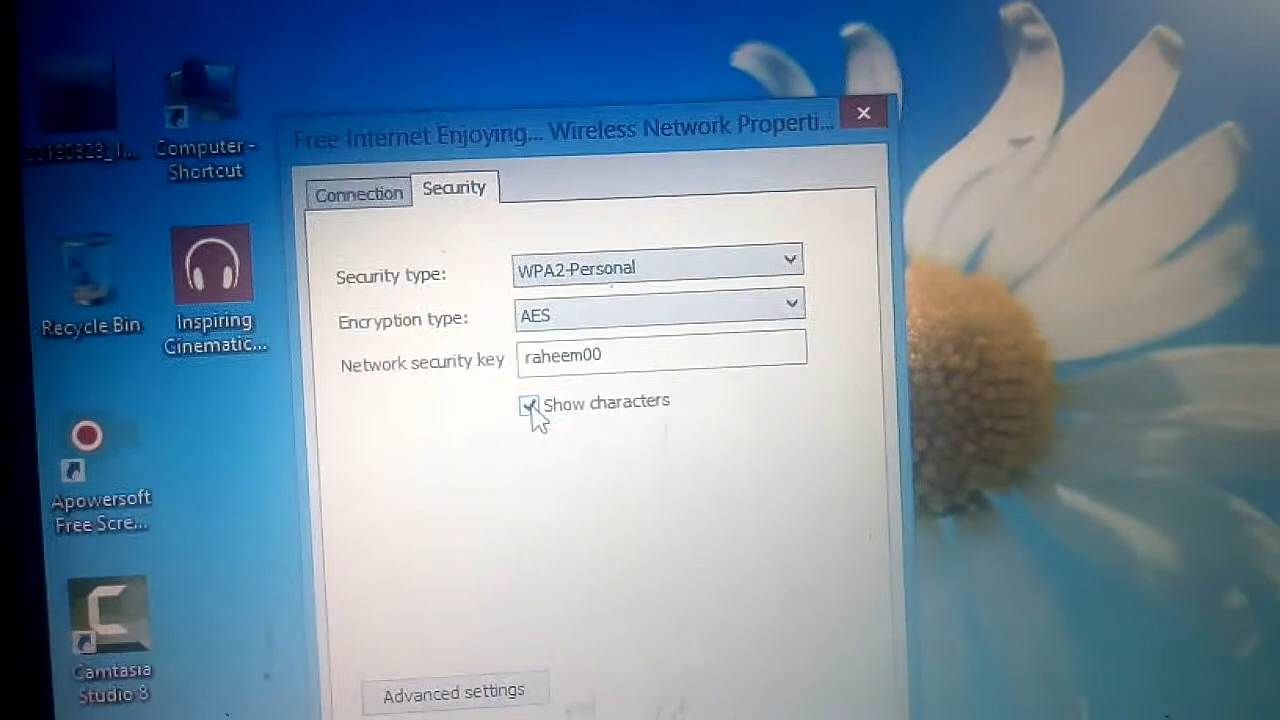 Free Internet Enjoying... Wireless Network Properti...
Connection
Security
Security type:
WPA2-Personal
Encryption type:
AES
Network security key
raheem00
Show characters
Advanced settings
Computer -
Shortcut
Recycle Bin
Inspiring
Cinematic...
Apowersoft
Free Scre...
Camtasia
Studio 8